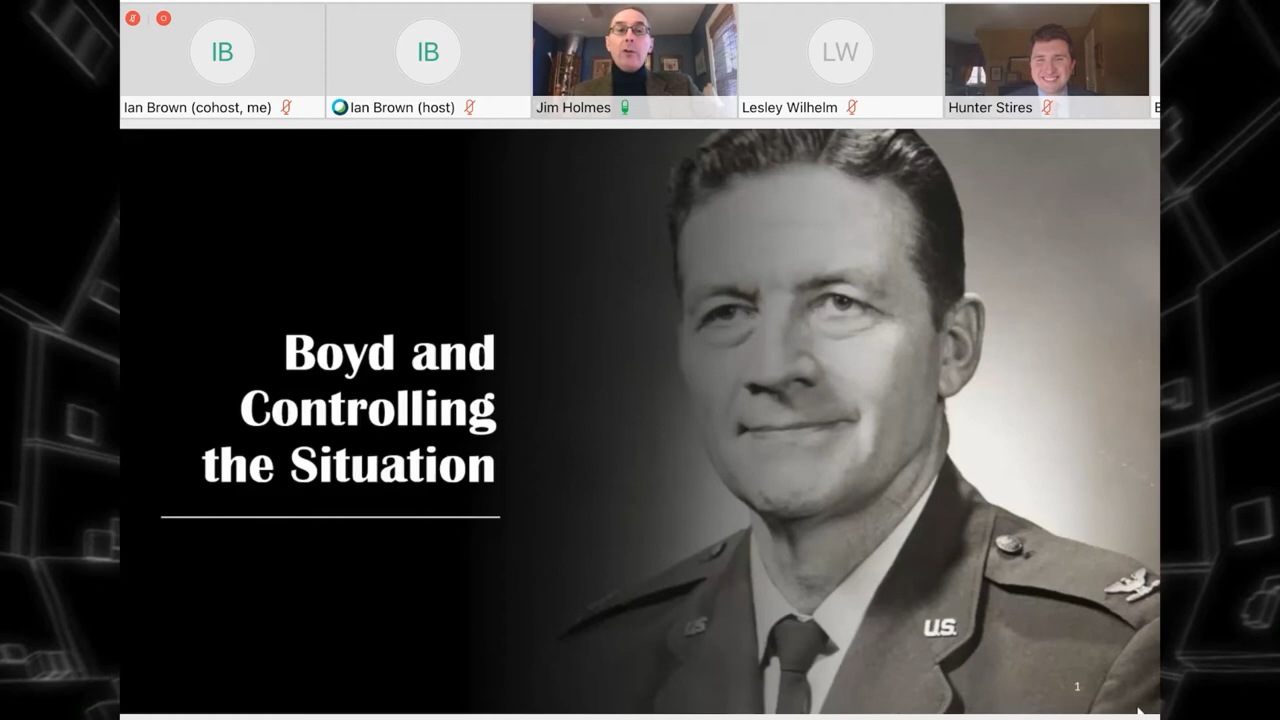 IB
IB
LW
Ian Brown (cohost, me)
Ian Brown (host)
Jim Holmes
Lesley Wilhelm
Hunter Stires
Boyd and
Controlling
the Situation
US
U.S.
1